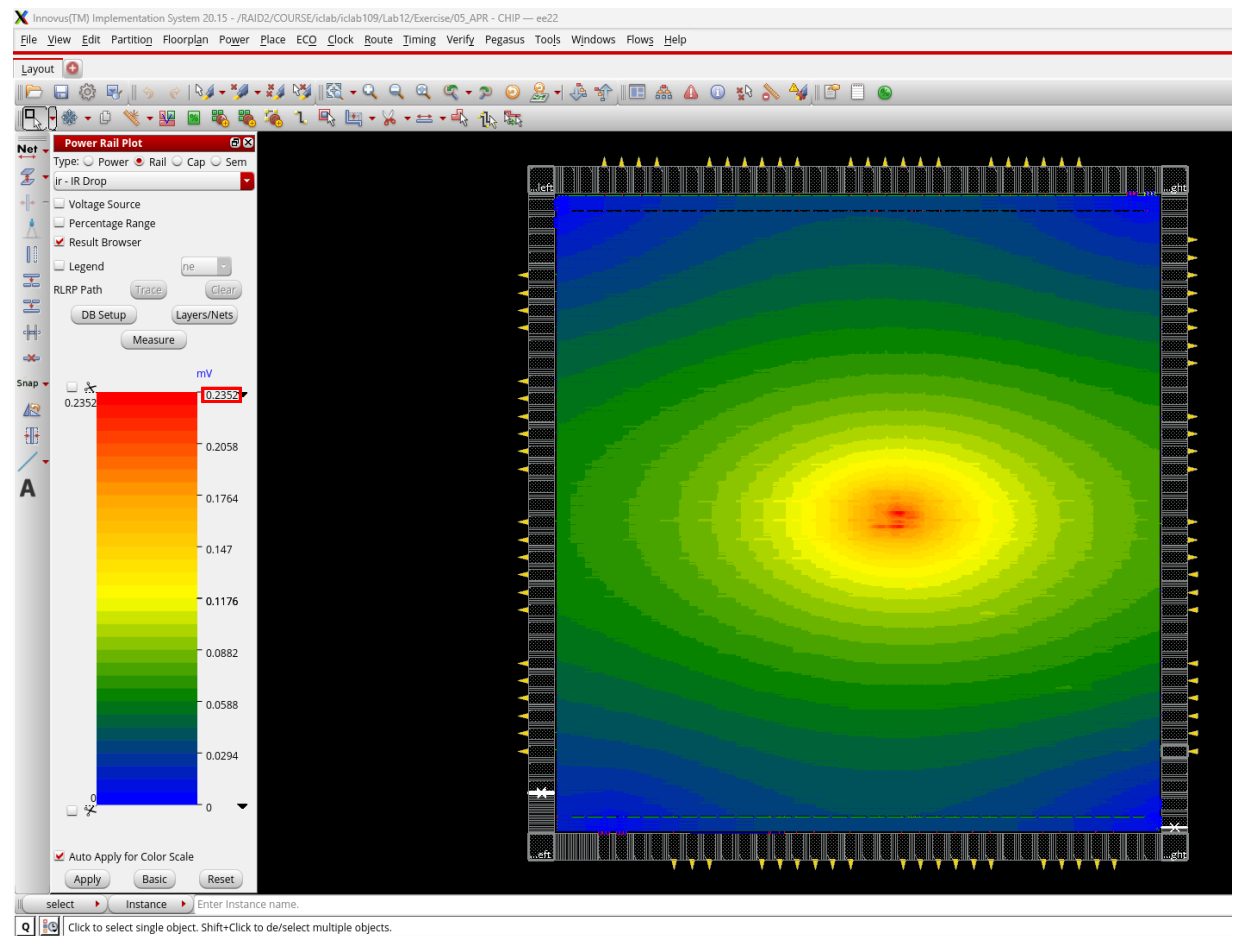 Innovus(TM) Implementation System 20.15 - /RAID2/COURSE/iclab/iclab109/Lab12/Exercise/05_APR - CHIP — ee22
File View Edit Partition Floorplan Power Place ECO Clock Route Timing Verify Pegasus Tools Windows Flows Help
Layout
Net
Power Rail Plot
Type: Power Rail Cap Sem
ir - IR Drop
Voltage Source
Percentage Range
Result Browser
Legend ne
RLRP Path Trace Clear
DB Setup Layers/Nets
Measure
Snap
A
mV
0.2352 0.2352
0.2058
0.1764
0.147
0.1176
0.0882
0.0588
0.0294
0 0
Auto Apply for Color Scale
Apply Basic Reset
...left ...ght
...eft ...ght
select Instance Enter Instance name.
Q Click to select single object. Shift+Click to de/select multiple objects.